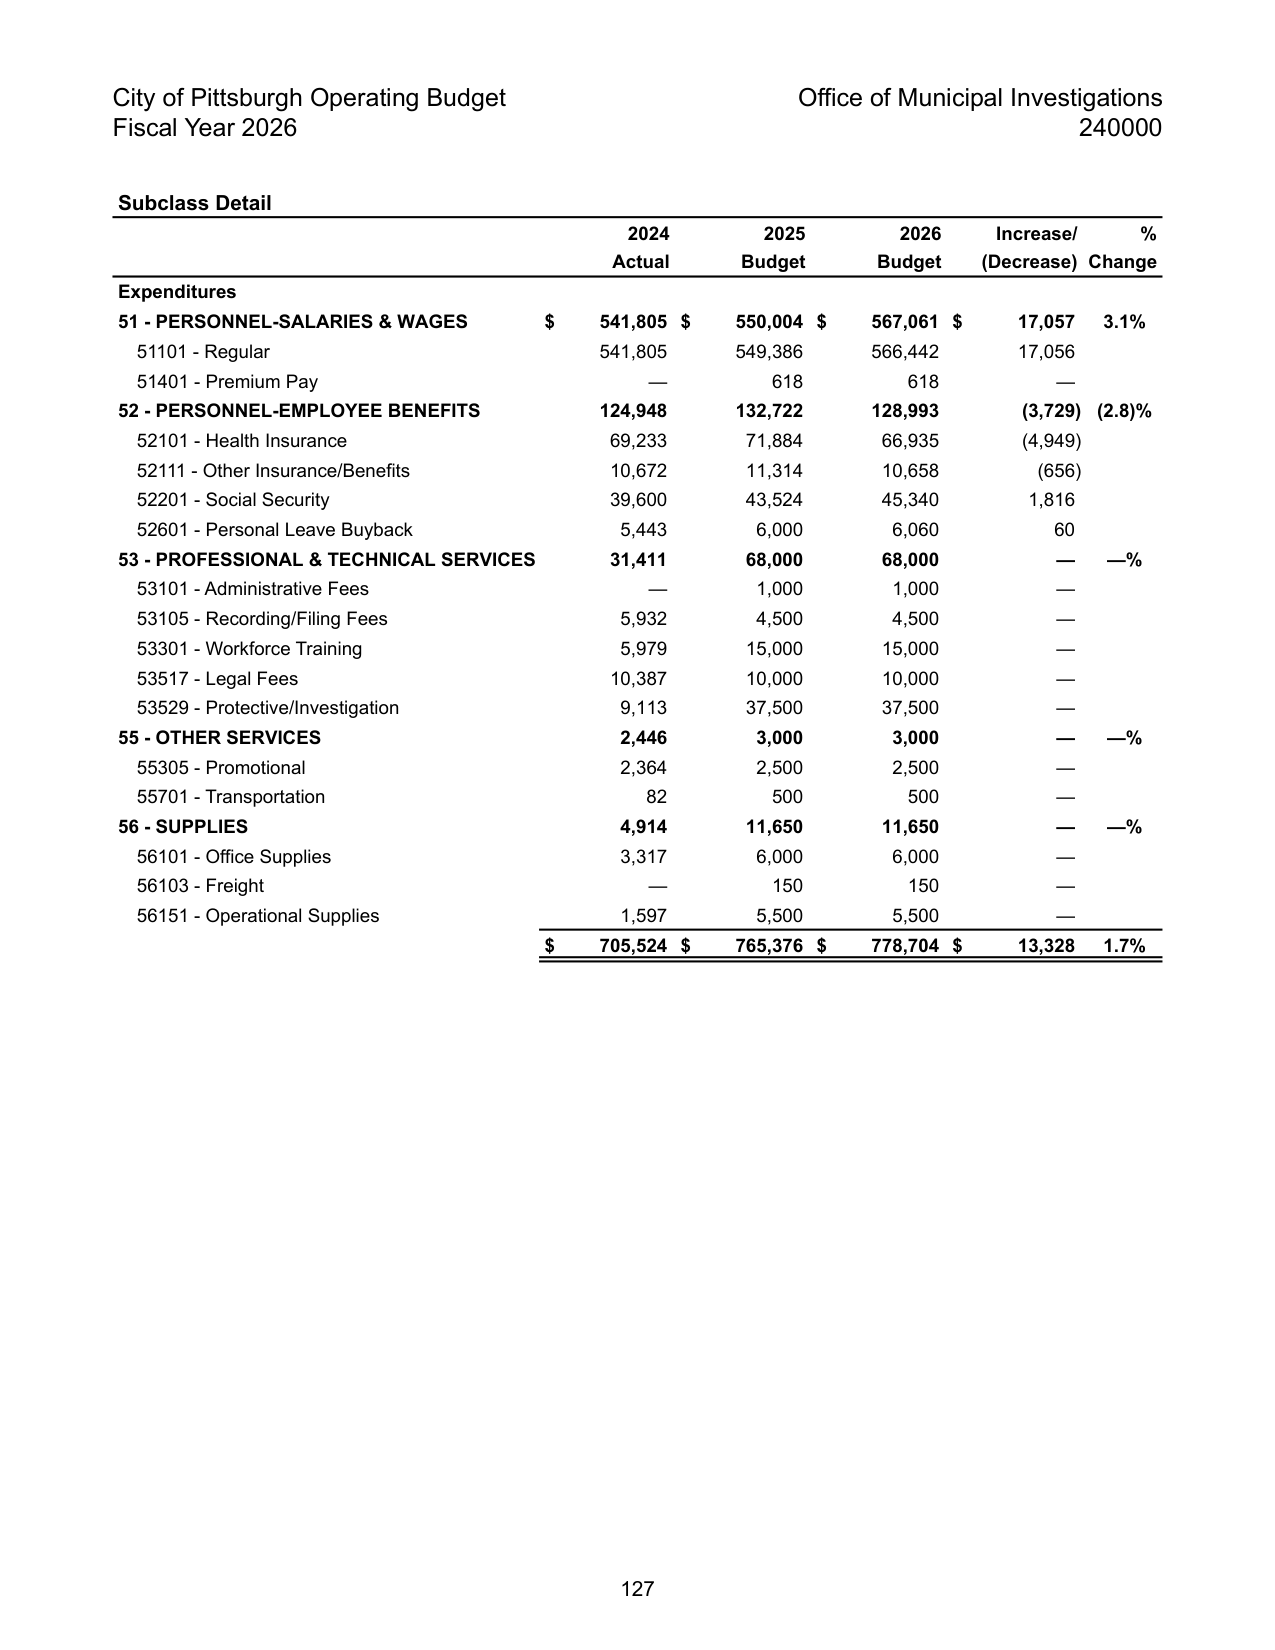 City of Pittsburgh Operating Budget Office of Municipal Investigations
Fiscal Year 2026 240000
Subclass Detail
2024 2025 2026 Increase/ %
Actual Budget Budget (Decrease) Change
Expenditures
51 - PERSONNEL-SALARIES & WAGES $ 541,805 $ 550,004 $ 567,061 $ 17,057 3.1%
51101 - Regular 541,805 549,386 566,442 17,056
51401 - Premium Pay — 618 618 —
52 - PERSONNEL-EMPLOYEE BENEFITS 124,948 132,722 128,993 (3,729) (2.8)%
52101 - Health Insurance 69,233 71,884 66,935 (4,949)
52111 - Other Insurance/Benefits 10,672 11,314 10,658 (656)
52201 - Social Security 39,600 43,524 45,340 1,816
52601 - Personal Leave Buyback 5,443 6,000 6,060 60
53 - PROFESSIONAL & TECHNICAL SERVICES 31,411 68,000 68,000 — —%
53101 - Administrative Fees — 1,000 1,000 —
53105 - Recording/Filing Fees 5,932 4,500 4,500 —
53301 - Workforce Training 5,979 15,000 15,000 —
53517 - Legal Fees 10,387 10,000 10,000 —
53529 - Protective/Investigation 9,113 37,500 37,500 —
55 - OTHER SERVICES 2,446 3,000 3,000 — —%
55305 - Promotional 2,364 2,500 2,500 —
55701 - Transportation 82 500 500 —
56 - SUPPLIES 4,914 11,650 11,650 — —%
56101 - Office Supplies 3,317 6,000 6,000 —
56103 - Freight — 150 150 —
56151 - Operational Supplies 1,597 5,500 5,500 —
$ 705,524 $ 765,376 $ 778,704 $ 13,328 1.7%
127